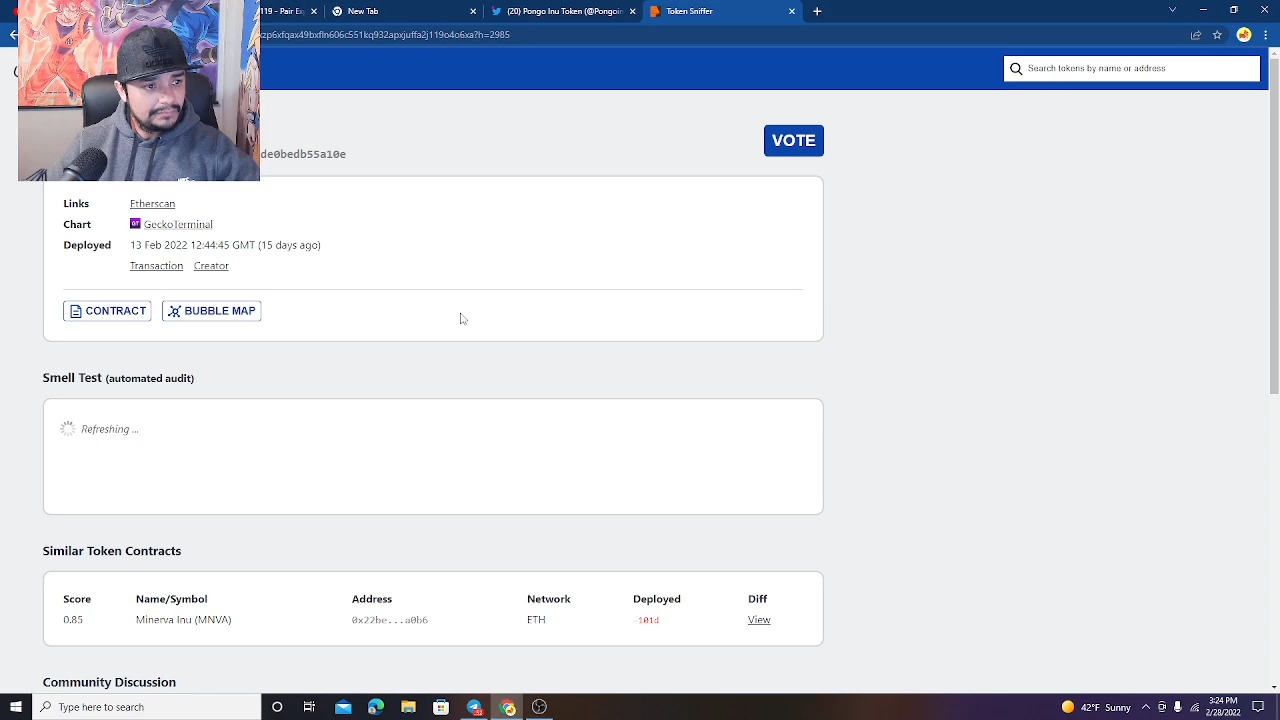 119 - Pair Ex
New Tab
(20) Pongo Inu Token (@Pongoin
Token Sniffer
Search tokens by name or address
de0bedb55a10e
VOTE
Links Etherscan
Chart GeckoTerminal
Deployed 13 Feb 2022 12:44:45 GMT (15 days ago)
Transaction Creator
CONTRACT BUBBLE MAP
Smell Test (automated audit)
Refreshing ...
Similar Token Contracts
Score Name/Symbol Address Network Deployed Diff
0.85 Minerva Inu (MNVA) 0x22be...a0b6 ETH -101d View
Community Discussion
Type here to search
42°F Sunny
3:24 PM
2/28/2022